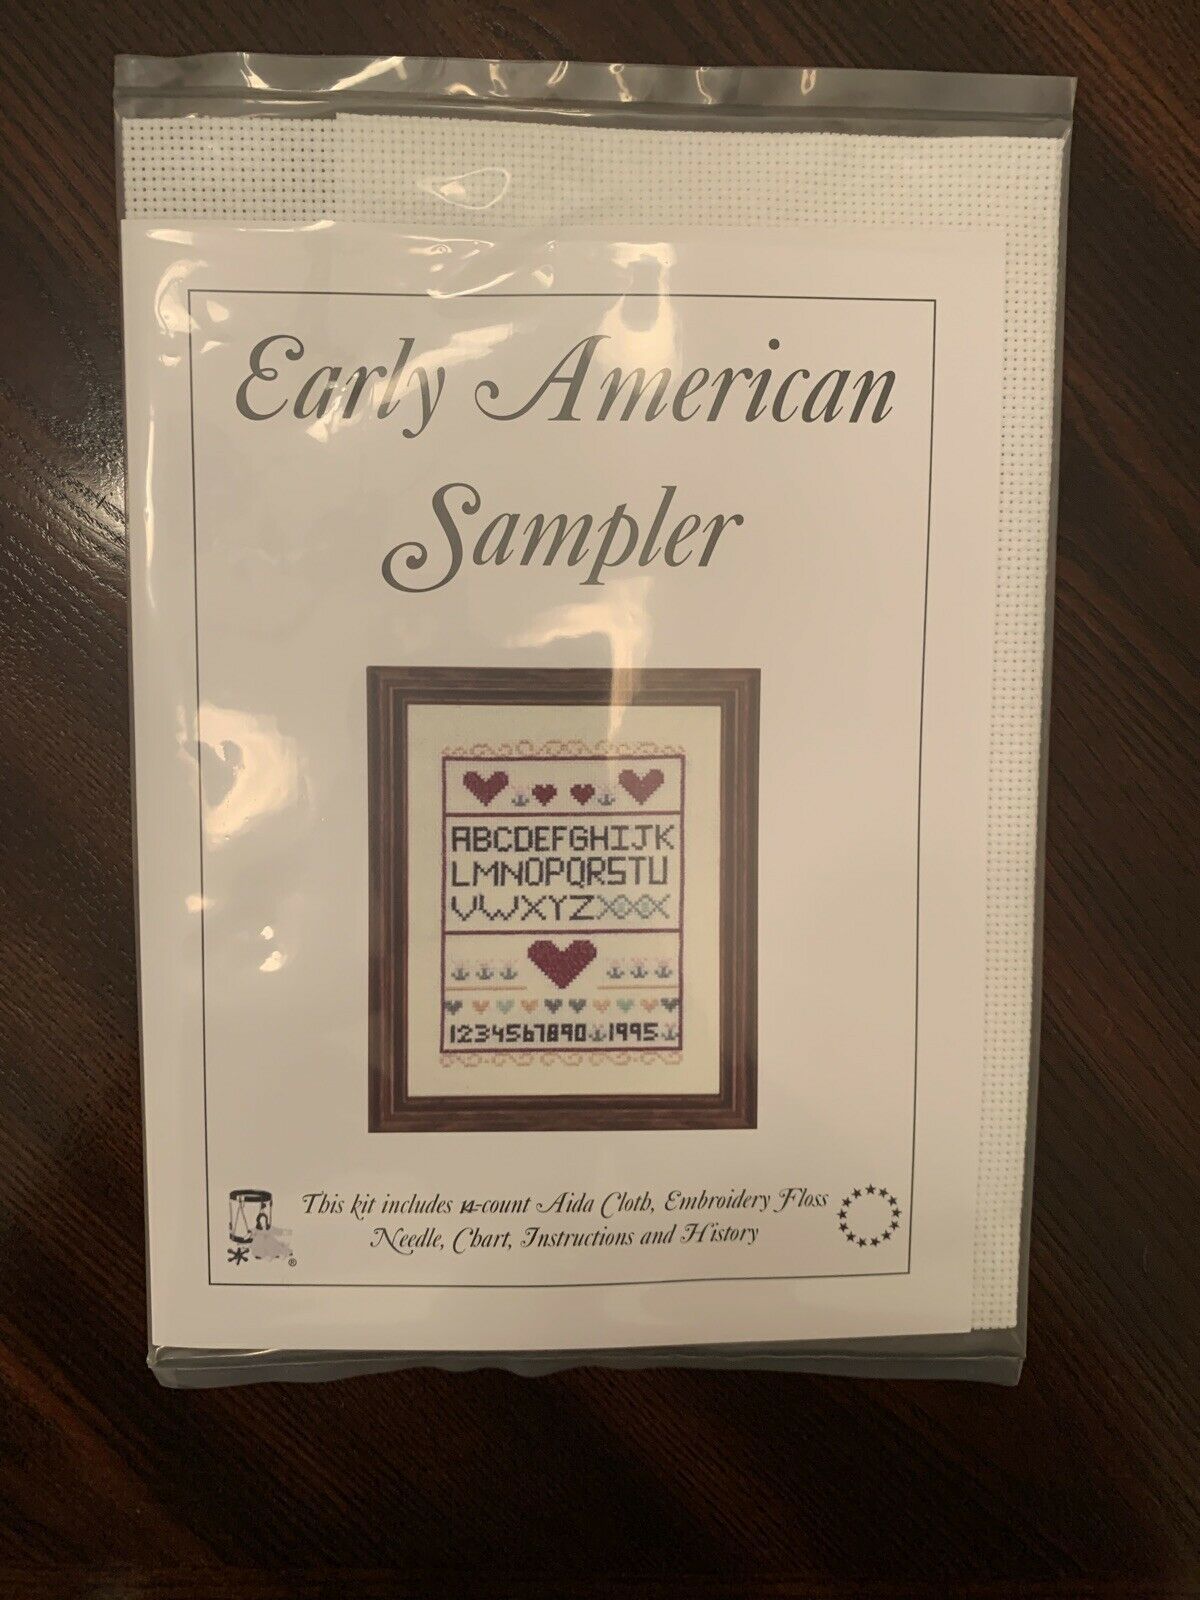 Early American
Sampler
ABCDEFGHIJK
LMNOPQRSTU
VWXYZ
1234567890 1995
This kit includes 14-count Aida Cloth, Embroidery Floss
Needle, Chart, Instructions and History
®